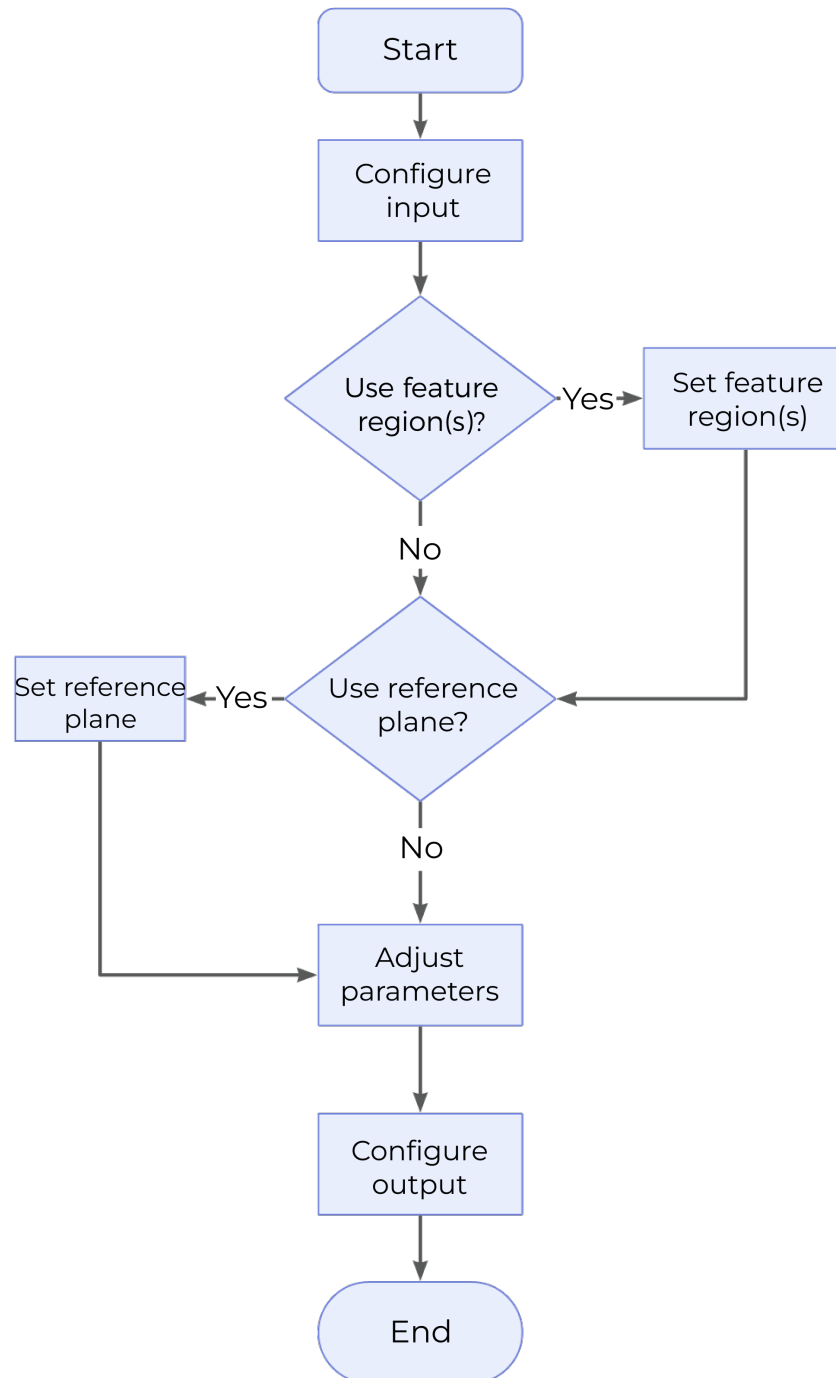 Start
Configure
input
Use feature
region(s)?
Yes
Set feature
region(s)
No
Use reference
plane?
Yes
Set reference
plane
No
Adjust
parameters
Configure
output
End